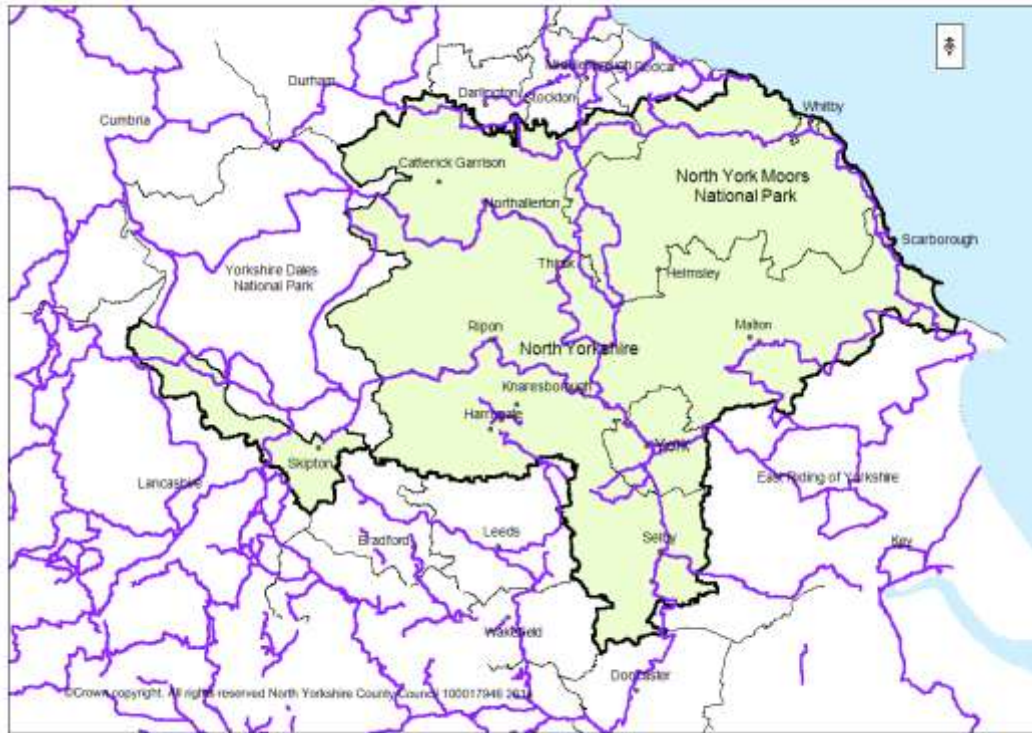 Durham
Darlington
Stockton
Cumbria
Whitby
Catterick Garrison
North York Moors
National Park
Northallerton
Scarborough
Yorkshire Dales
National Park
Thirsk
Helmsley
Ripon
North Yorkshire
Malton
Knaresborough
Harrogate
York
Skipton
Lancashire
East Riding of Yorkshire
Leeds
Bradford
Selby
Key
Wakefield
Doncaster
©Crown copyright. All rights reserved North Yorkshire County Council 100017946